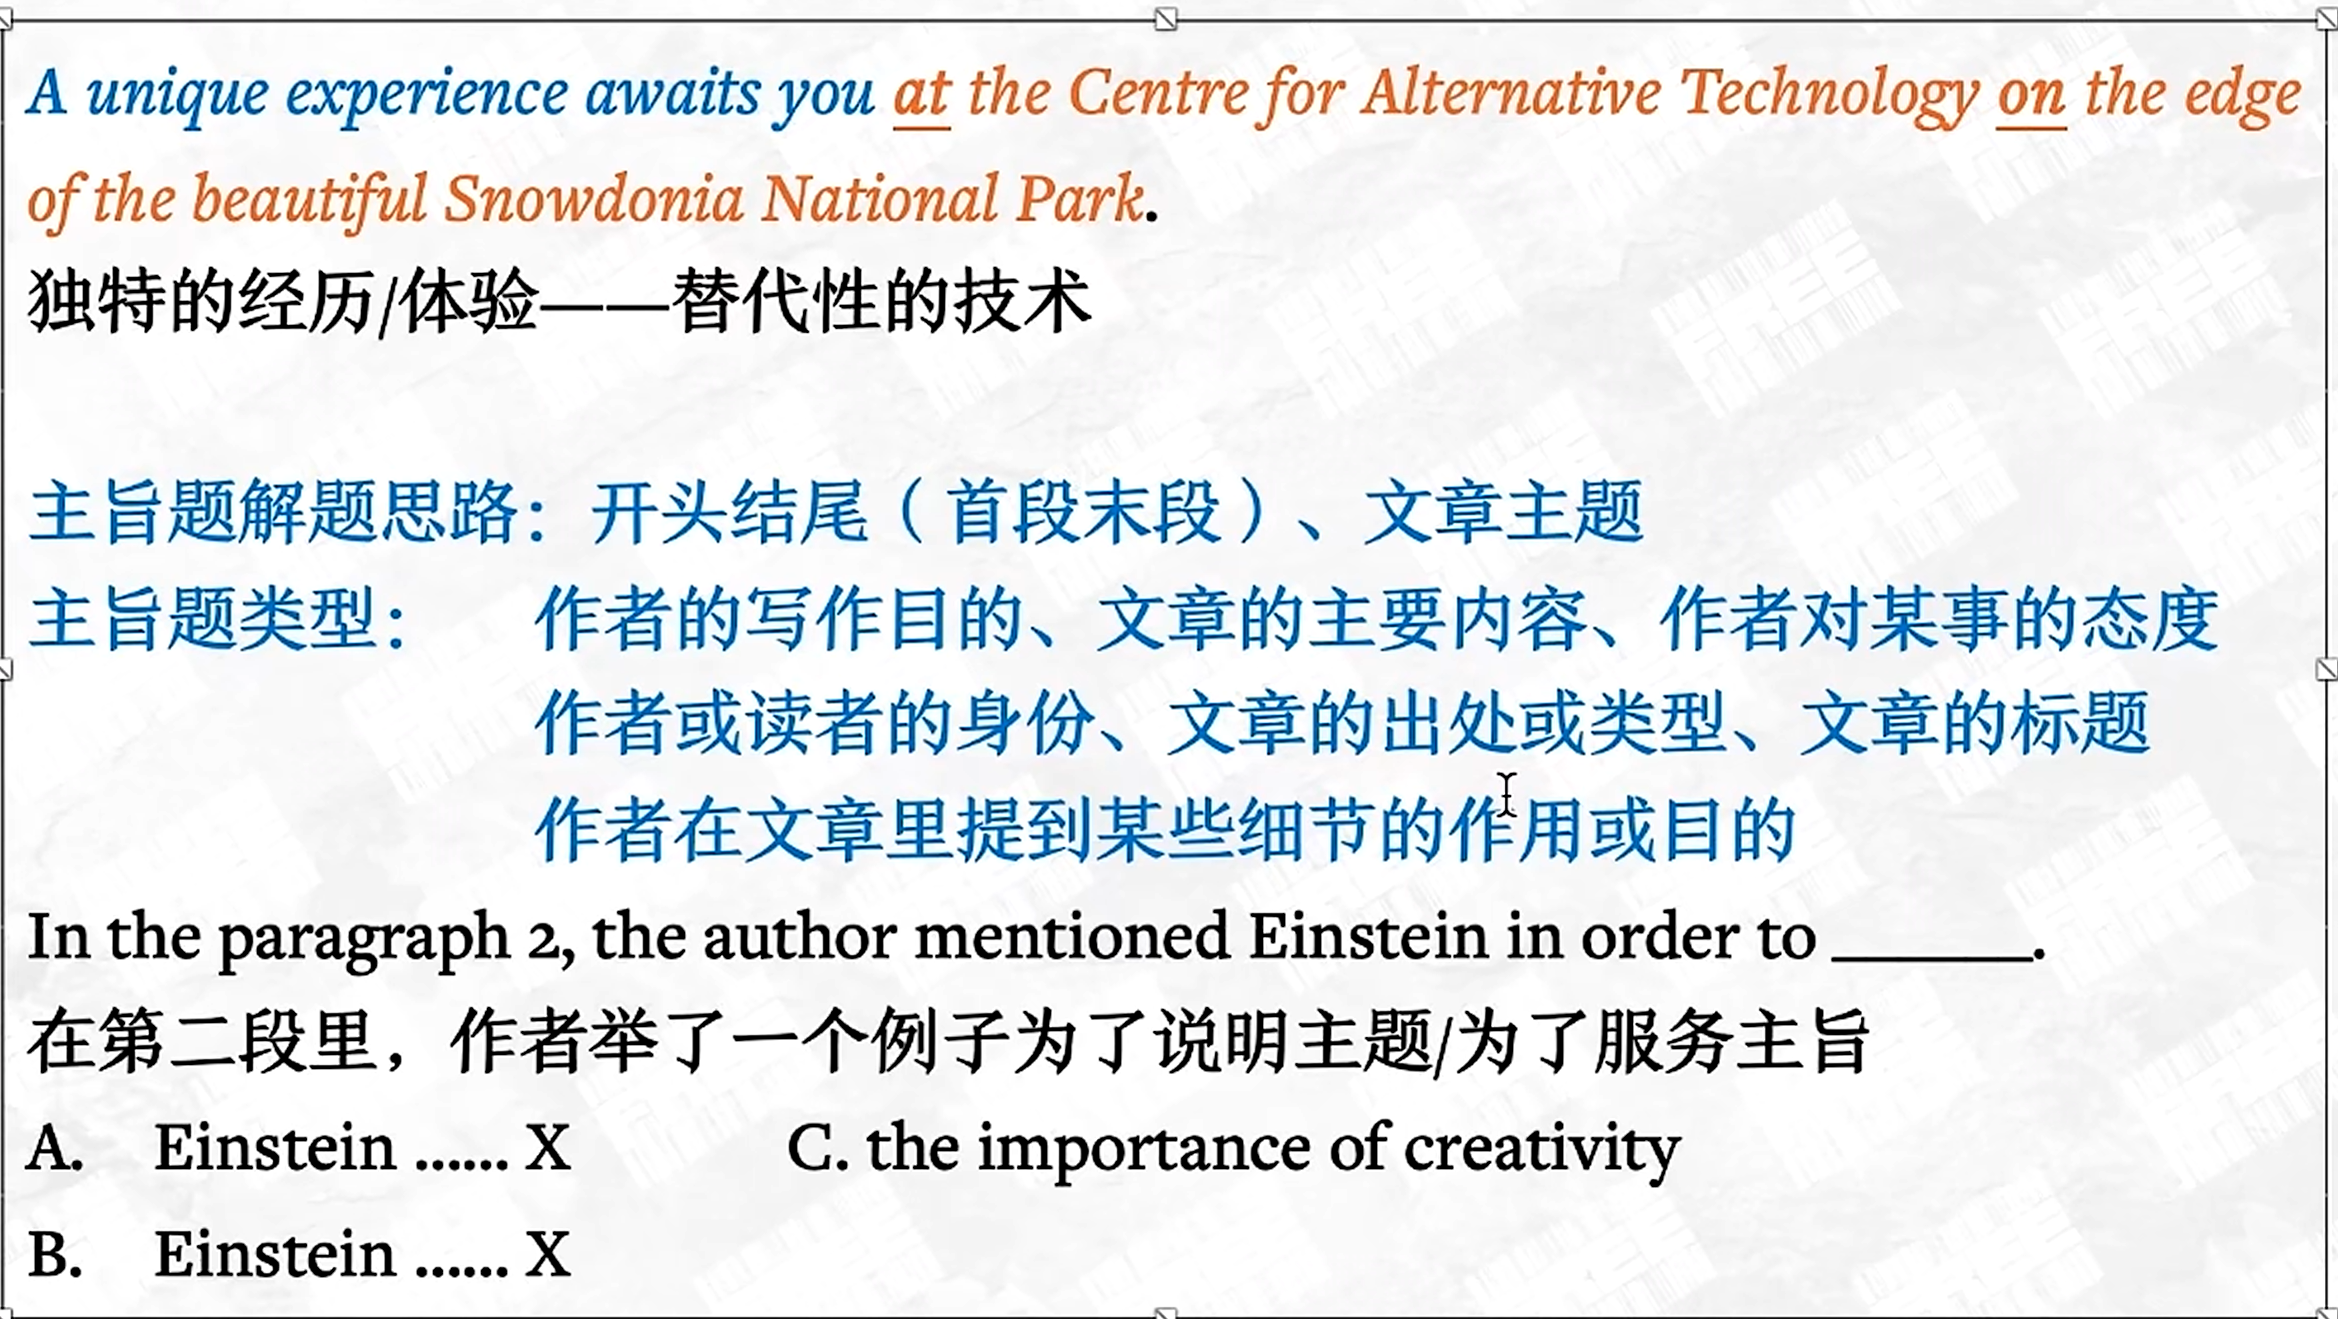 A unique experience awaits you at the Centre for Alternative Technology on the edge
of the beautiful Snowdonia National Park.
独特的经历/体验——替代性的技术
主旨题解题思路：开头结尾（首段末段）、文章主题
主旨题类型： 作者的写作目的、文章的主要内容、作者对某事的态度
作者或读者的身份、文章的出处或类型、文章的标题
作者在文章里提到某些细节的作用或目的
In the paragraph 2, the author mentioned Einstein in order to ______.
在第二段里，作者举了一个例子为了说明主题/为了服务主旨
A. Einstein ...... X C. the importance of creativity
B. Einstein ...... X